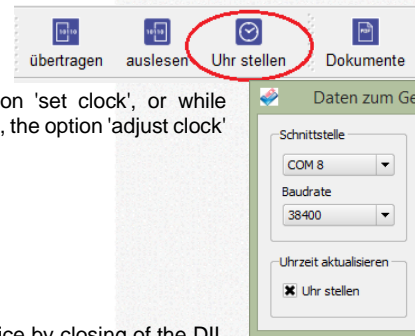 übertragen auslesen Uhr stellen Dokumente
on 'set clock', or while
, the option 'adjust clock'
Daten zum Ge
Schnittstelle
COM 8
Baudrate
38400
Uhrzeit aktualisieren
Uhr stellen
ice by closing of the DIL